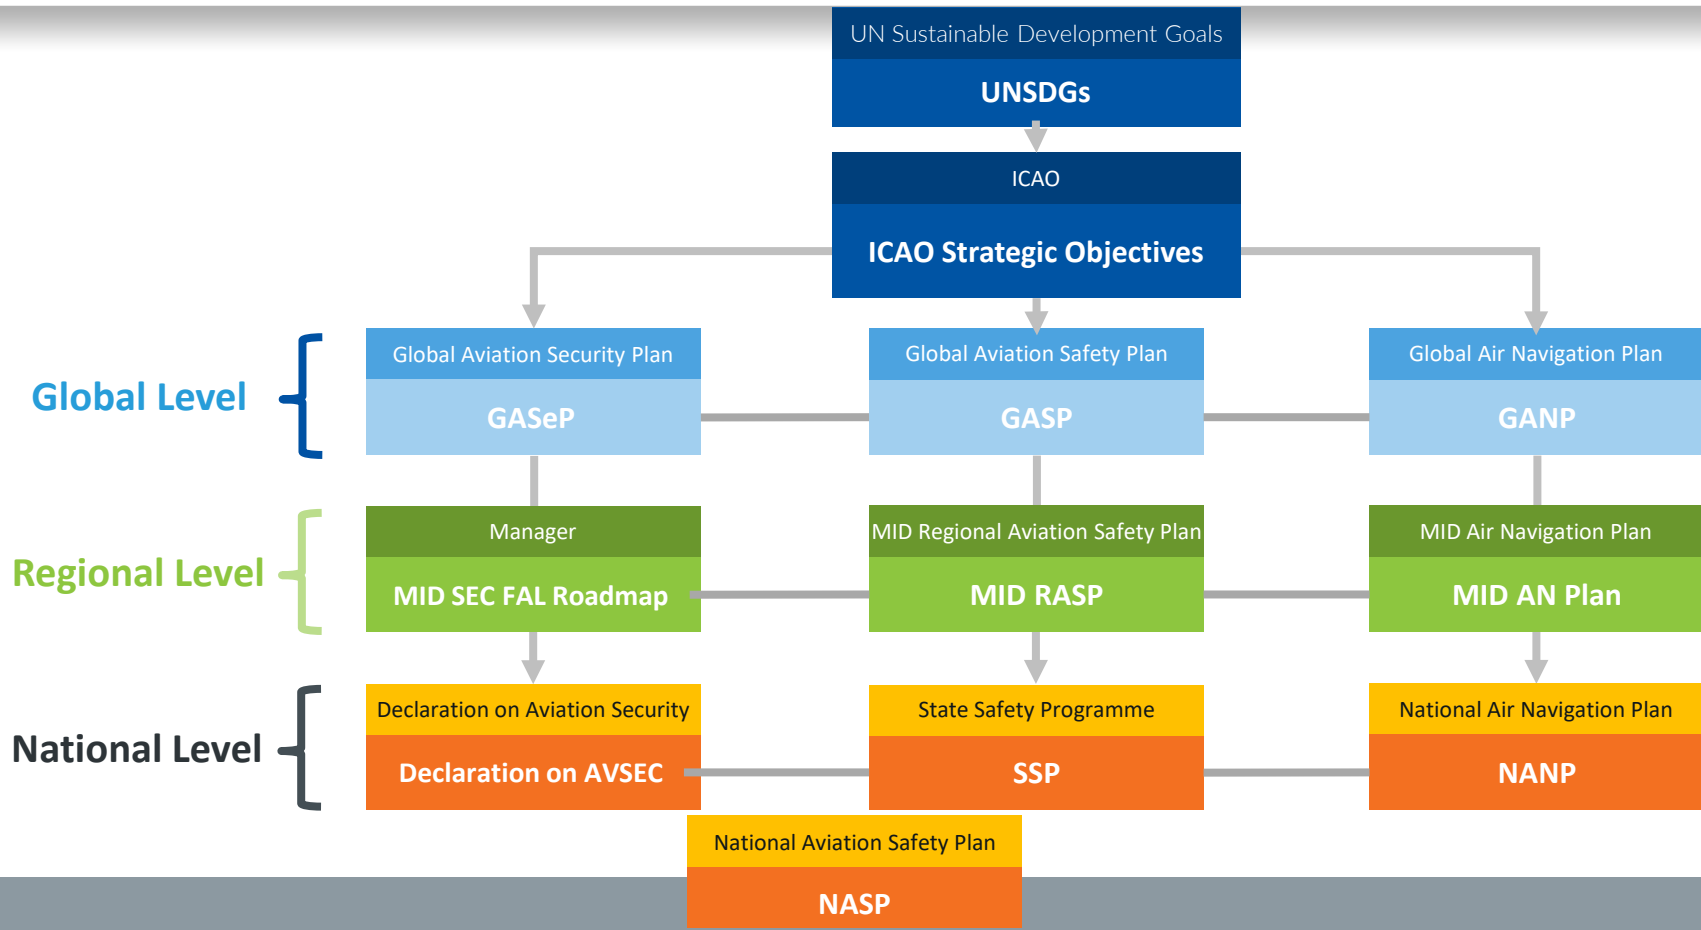 UN Sustainable Development Goals
UNSDGs
ICAO
ICAO Strategic Objectives
Global Level
Global Aviation Security Plan
GASeP
Global Aviation Safety Plan
GASP
Global Air Navigation Plan
GANP
Regional Level
Manager
MID SEC FAL Roadmap
MID Regional Aviation Safety Plan
MID RASP
MID Air Navigation Plan
MID AN Plan
National Level
Declaration on Aviation Security
Declaration on AVSEC
State Safety Programme
SSP
National Air Navigation Plan
NANP
National Aviation Safety Plan
NASP